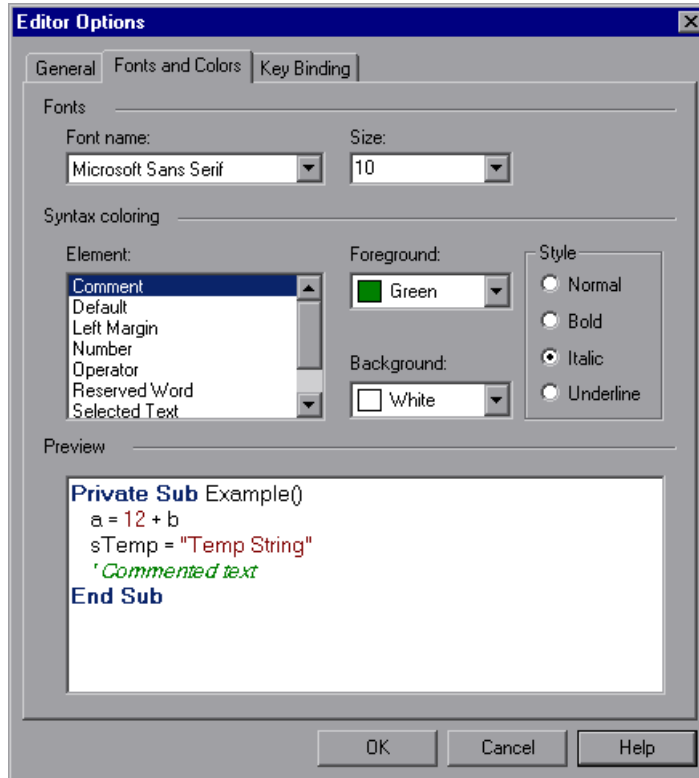 Editor Options
General
Fonts and Colors
Key Binding
Fonts
Font name:
Size:
Microsoft Sans Serif
10
Syntax coloring
Element:
Foreground:
Style
Comment
Default
Left Margin
Number
Operator
Reserved Word
Selected Text
Green
Normal
Bold
Italic
Underline
Background:
White
Preview
Private Sub Example()
a = 12 + b
sTemp = "Temp String"
' Commented text
End Sub
OK
Cancel
Help